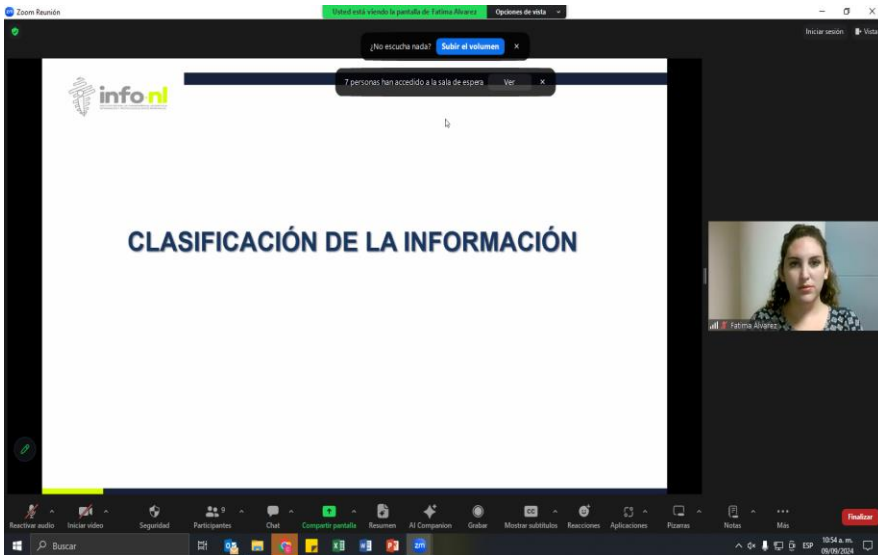 Zoom Reunión
Usted está viendo la pantalla de Fatima Alvarez
Opciones de vista
Iniciar sesión
Vista
¿No escucha nada?
Subir el volumen
7 personas han accedido a la sala de espera
Ver
info nl
CLASIFICACIÓN DE LA INFORMACIÓN
Fatima Alvarez
Reactivar audio
Iniciar video
Seguridad
9
Participantes
Chat
Compartir pantalla
Resumen
AI Companion
Grabar
CC
Mostrar subtítulos
Reacciones
Aplicaciones
Pizarras
Notas
Más
Finalizar
Buscar
zm
ESP
10:54 a. m.
09/09/2024